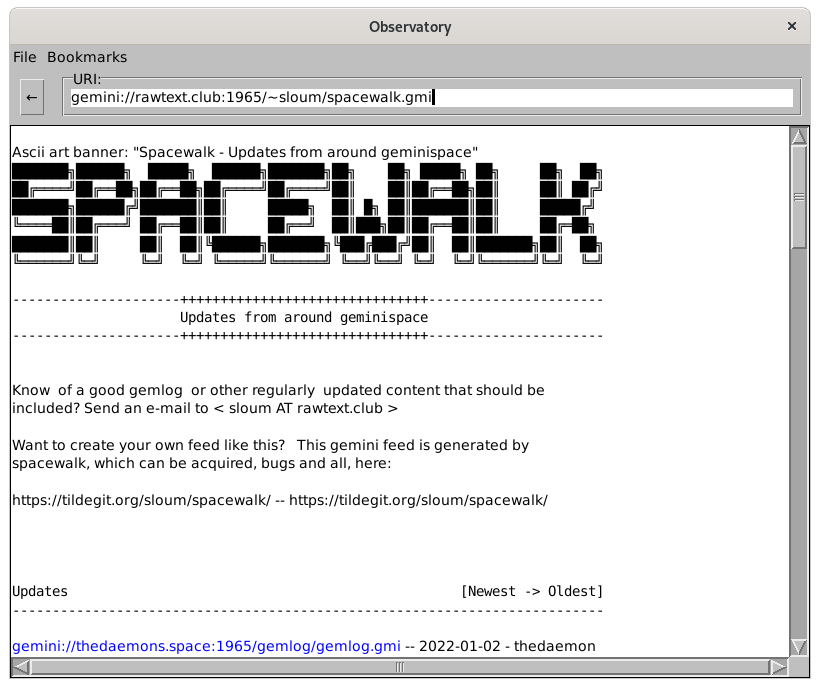 Observatory
×
File Bookmarks
URI:
← gemini://rawtext.club:1965/~sloum/spacewalk.gmi
Ascii art banner: "Spacewalk - Updates from around geminispace"
SPACEWALK
---------------------+++++++++++++++++++++++++++++++----------------------
Updates from around geminispace
---------------------+++++++++++++++++++++++++++++++----------------------
Know of a good gemlog or other regularly updated content that should be
included? Send an e-mail to < sloum AT rawtext.club >
Want to create your own feed like this? This gemini feed is generated by
spacewalk, which can be acquired, bugs and all, here:
https://tildegit.org/sloum/spacewalk/ -- https://tildegit.org/sloum/spacewalk/
Updates [Newest -> Oldest]
--------------------------------------------------------------------------
gemini://thedaemons.space:1965/gemlog/gemlog.gmi -- 2022-01-02 - thedaemon